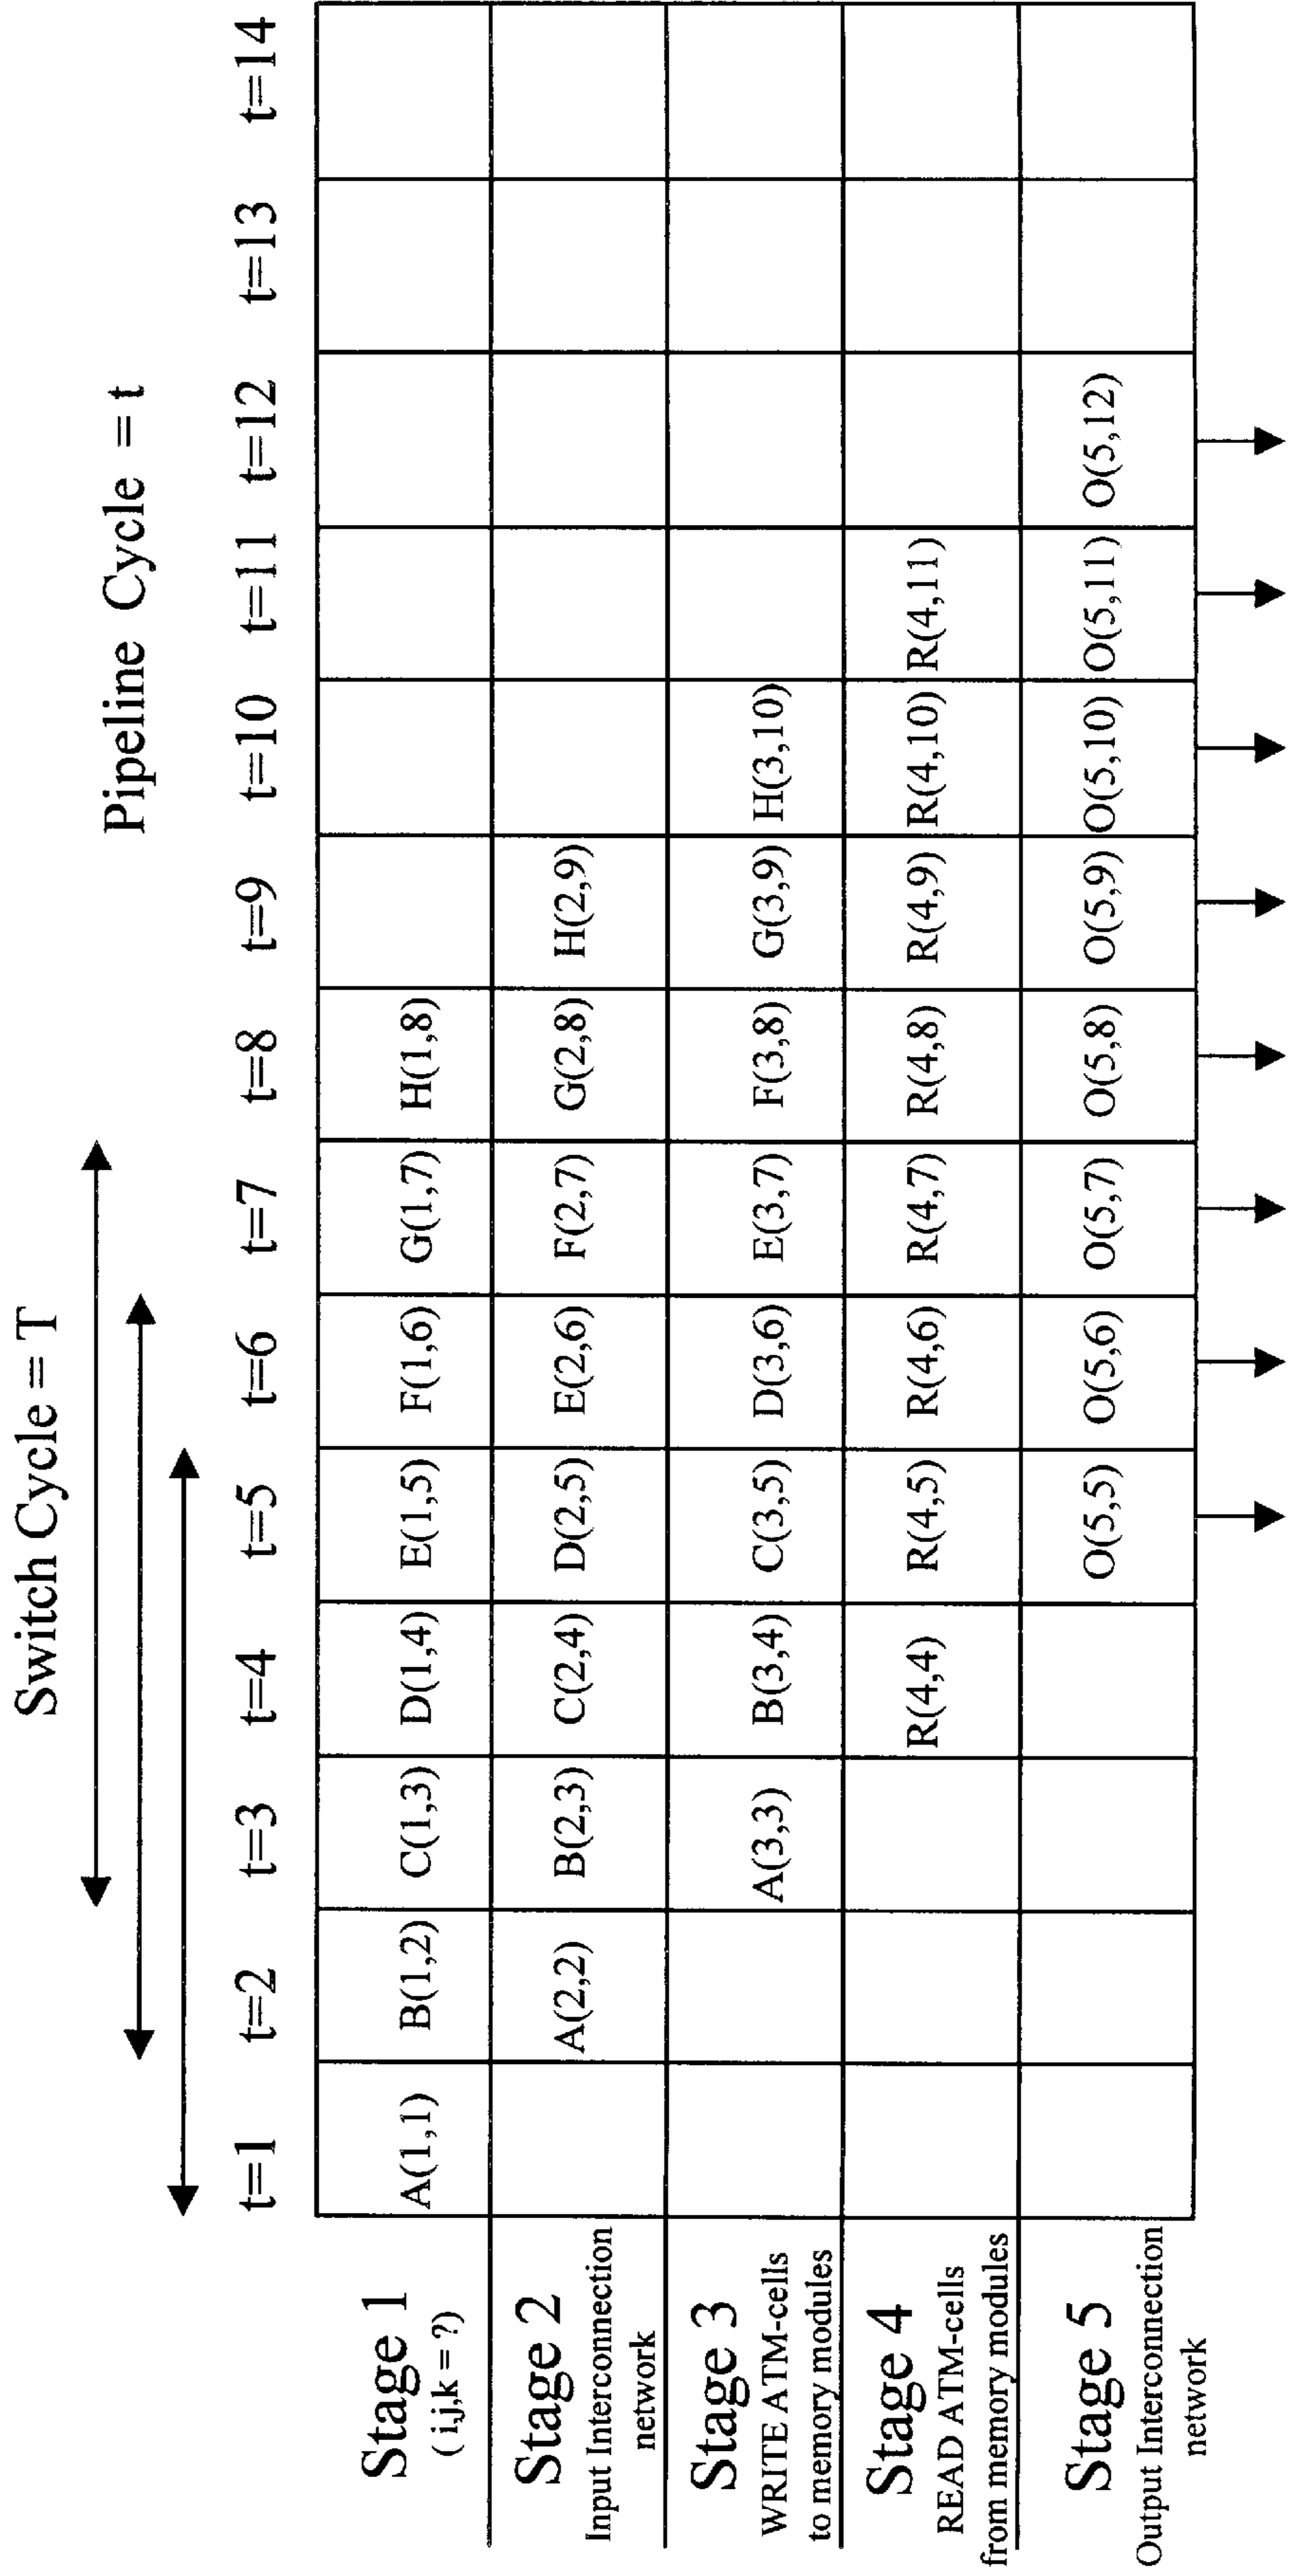 Switch Cycle = T
Pipeline Cycle = t
t=1 t=2 t=3 t=4 t=5 t=6 t=7 t=8 t=9 t=10 t=11 t=12 t=13 t=14
Stage 1
( i,j,k = ?)
A(1,1) B(1,2) C(1,3) D(1,4) E(1,5) F(1,6) G(1,7) H(1,8)
Stage 2
Input Interconnection
network
A(2,2) B(2,3) C(2,4) D(2,5) E(2,6) F(2,7) G(2,8) H(2,9)
Stage 3
WRITE ATM-cells
to memory modules
A(3,3) B(3,4) C(3,5) D(3,6) E(3,7) F(3,8) G(3,9) H(3,10)
Stage 4
READ ATM-cells
from memory modules
R(4,4) R(4,5) R(4,6) R(4,7) R(4,8) R(4,9) R(4,10) R(4,11)
Stage 5
Output Interconnection
network
O(5,5) O(5,6) O(5,7) O(5,8) O(5,9) O(5,10) O(5,11) O(5,12)